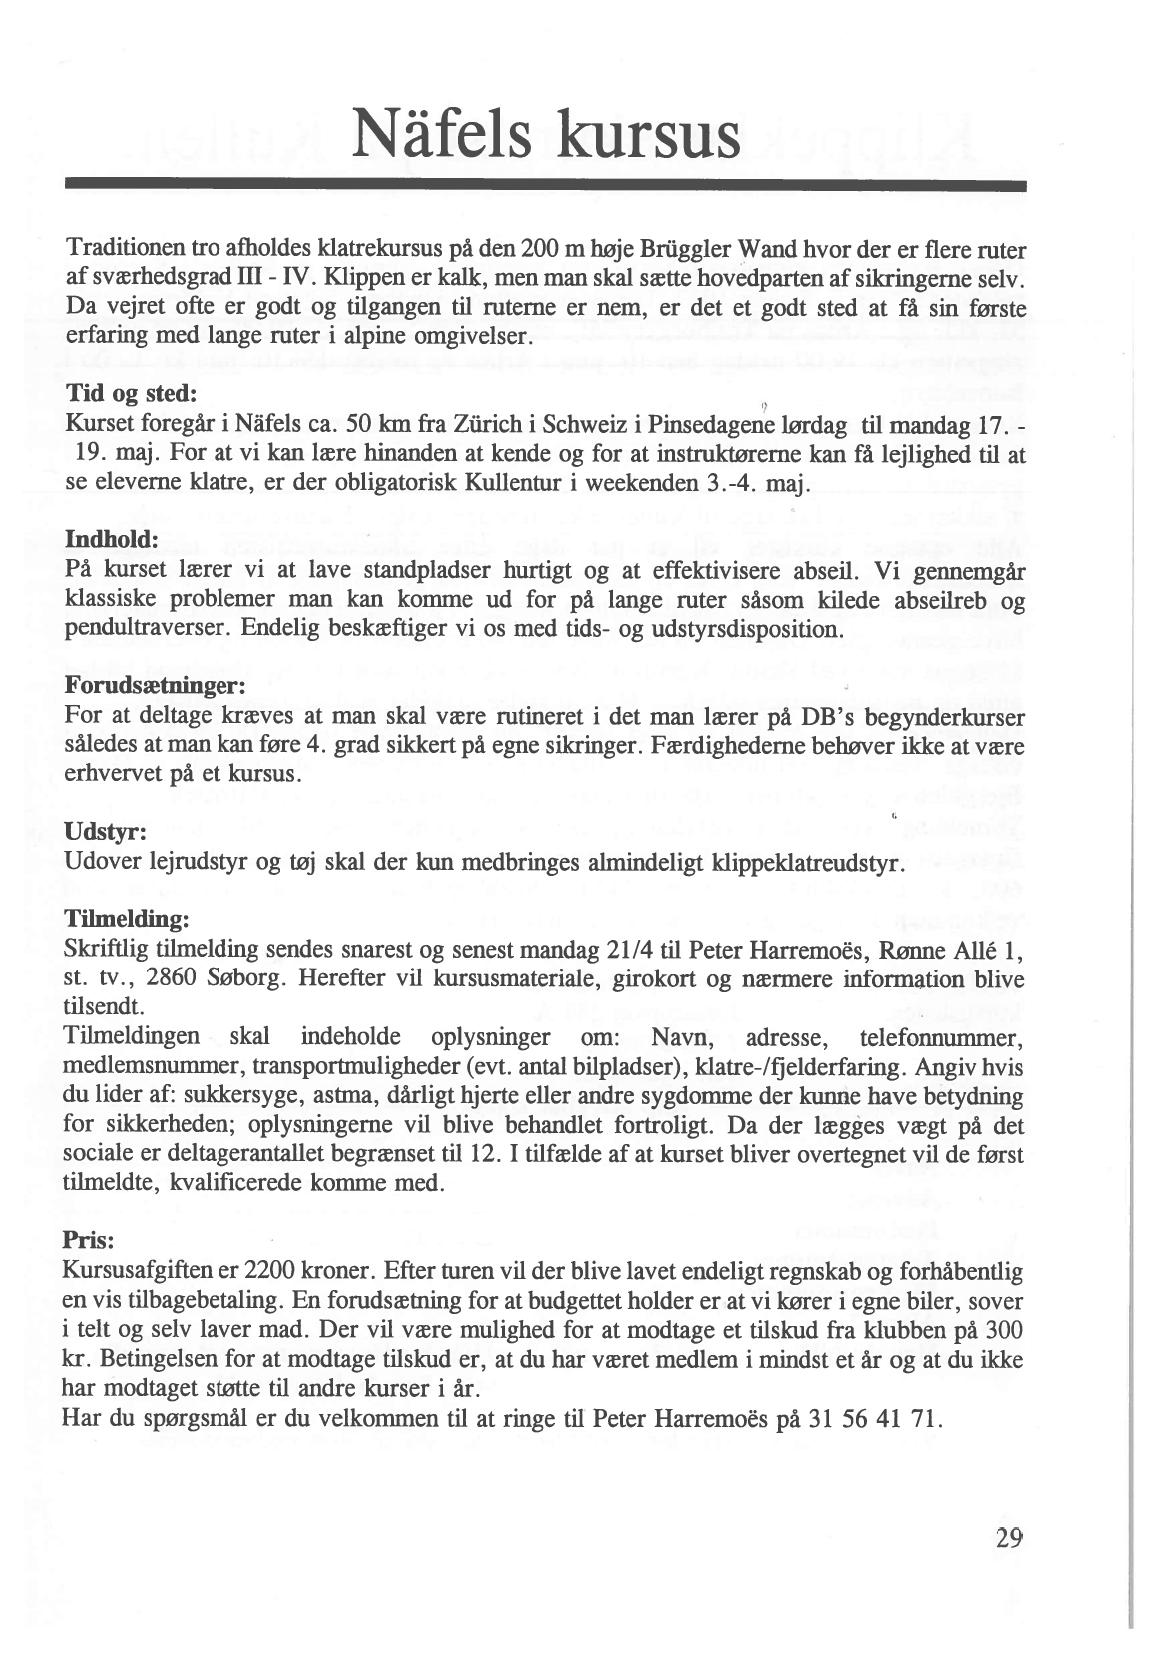 Näfels kursus
Traditionen tro afholdes klatrekursus på den 200 m høje Brüggler Wand hvor der er flere ruter
af sværhedsgrad III - IV. Klippen er kalk, men man skal sætte hovedparten af sikringerne selv.
Da vejret ofte er godt og tilgangen til ruterne er nem, er det et godt sted at få sin første
erfaring med lange ruter i alpine omgivelser.
Tid og sted:
Kurset foregår i Näfels ca. 50 km fra Zürich i Schweiz i Pinsedagene lørdag til mandag 17. -
19. maj. For at vi kan lære hinanden at kende og for at instruktørerne kan få lejlighed til at
se eleverne klatre, er der obligatorisk Kullentur i weekenden 3.-4. maj.
Indhold:
På kurset lærer vi at lave standpladser hurtigt og at effektivisere abseil. Vi gennemgår
klassiske problemer man kan komme ud for på lange ruter såsom kilede abseilreb og
pendultraverser. Endelig beskæftiger vi os med tids- og udstyrsdisposition.
Forudsætninger:
For at deltage kræves at man skal være rutineret i det man lærer på DB's begynderkurser
således at man kan føre 4. grad sikkert på egne sikringer. Færdighederne behøver ikke at være
erhvervet på et kursus.
Udstyr:
Udover lejrudstyr og tøj skal der kun medbringes almindeligt klippeklatreudstyr.
Tilmelding:
Skriftlig tilmelding sendes snarest og senest mandag 21/4 til Peter Harremoës, Rønne Allé 1,
st. tv., 2860 Søborg. Herefter vil kursusmateriale, girokort og nærmere information blive
tilsendt.
Tilmeldingen skal indeholde oplysninger om: Navn, adresse, telefonnummer,
medlemsnummer, transportmuligheder (evt. antal bilpladser), klatre-/fjelderfaring. Angiv hvis
du lider af: sukkersyge, astma, dårligt hjerte eller andre sygdomme der kunne have betydning
for sikkerheden; oplysningerne vil blive behandlet fortroligt. Da der lægges vægt på det
sociale er deltagerantallet begrænset til 12. I tilfælde af at kurset bliver overtegnet vil de først
tilmeldte, kvalificerede komme med.
Pris:
Kursusafgiften er 2200 kroner. Efter turen vil der blive lavet endeligt regnskab og forhåbentlig
en vis tilbagebetaling. En forudsætning for at budgettet holder er at vi kører i egne biler, sover
i telt og selv laver mad. Der vil være mulighed for at modtage et tilskud fra klubben på 300
kr. Betingelsen for at modtage tilskud er, at du har været medlem i mindst et år og at du ikke
har modtaget støtte til andre kurser i år.
Har du spørgsmål er du velkommen til at ringe til Peter Harremoës på 31 56 41 71.
29